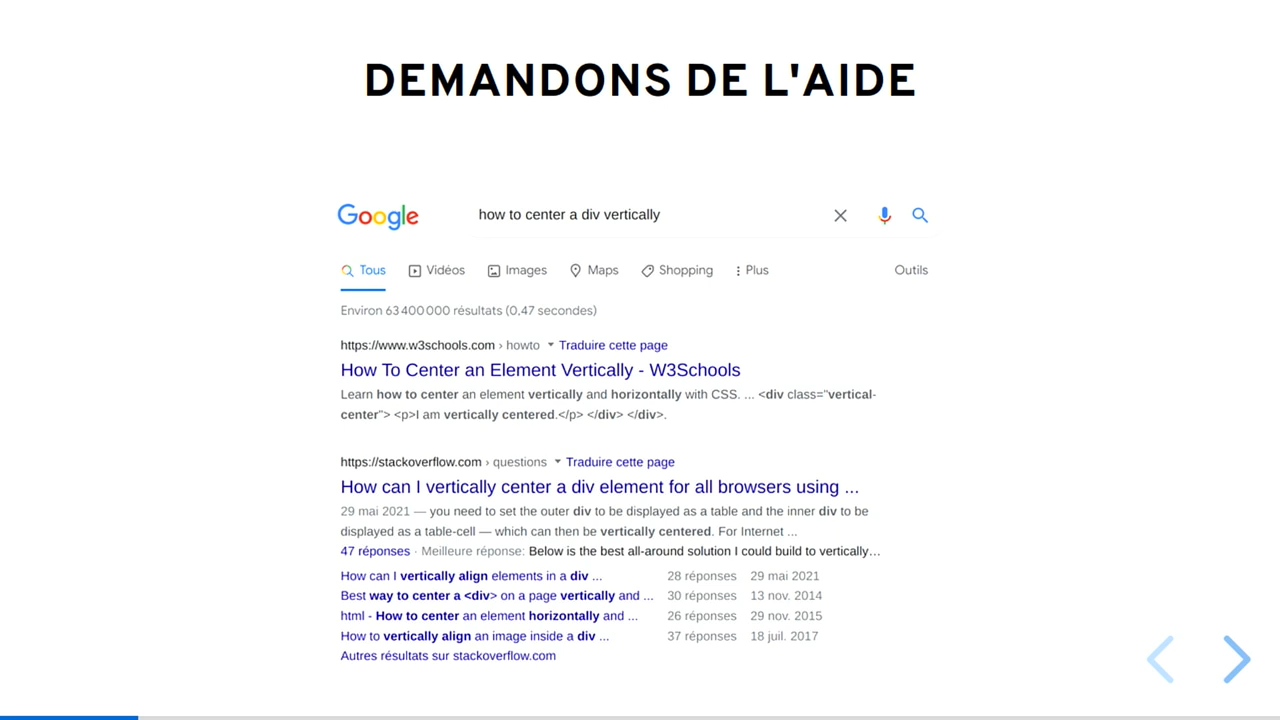 DEMANDONS DE L'AIDE
Google how to center a div vertically
Tous Vidéos Images Maps Shopping Plus Outils
Environ 63 400 000 résultats (0,47 secondes)
https://www.w3schools.com › howto Traduire cette page
How To Center an Element Vertically - W3Schools
Learn how to center an element vertically and horizontally with CSS. ... <div class="vertical-
center"> <p>I am vertically centered.</p> </div> </div>.
https://stackoverflow.com › questions Traduire cette page
How can I vertically center a div element for all browsers using ...
29 mai 2021 — you need to set the outer div to be displayed as a table and the inner div to be
displayed as a table-cell — which can then be vertically centered. For Internet ...
47 réponses · Meilleure réponse: Below is the best all-around solution I could build to vertically…
How can I vertically align elements in a div ... 28 réponses 29 mai 2021
Best way to center a <div> on a page vertically and ... 30 réponses 13 nov. 2014
html - How to center an element horizontally and ... 26 réponses 29 nov. 2015
How to vertically align an image inside a div ... 37 réponses 18 juil. 2017
Autres résultats sur stackoverflow.com